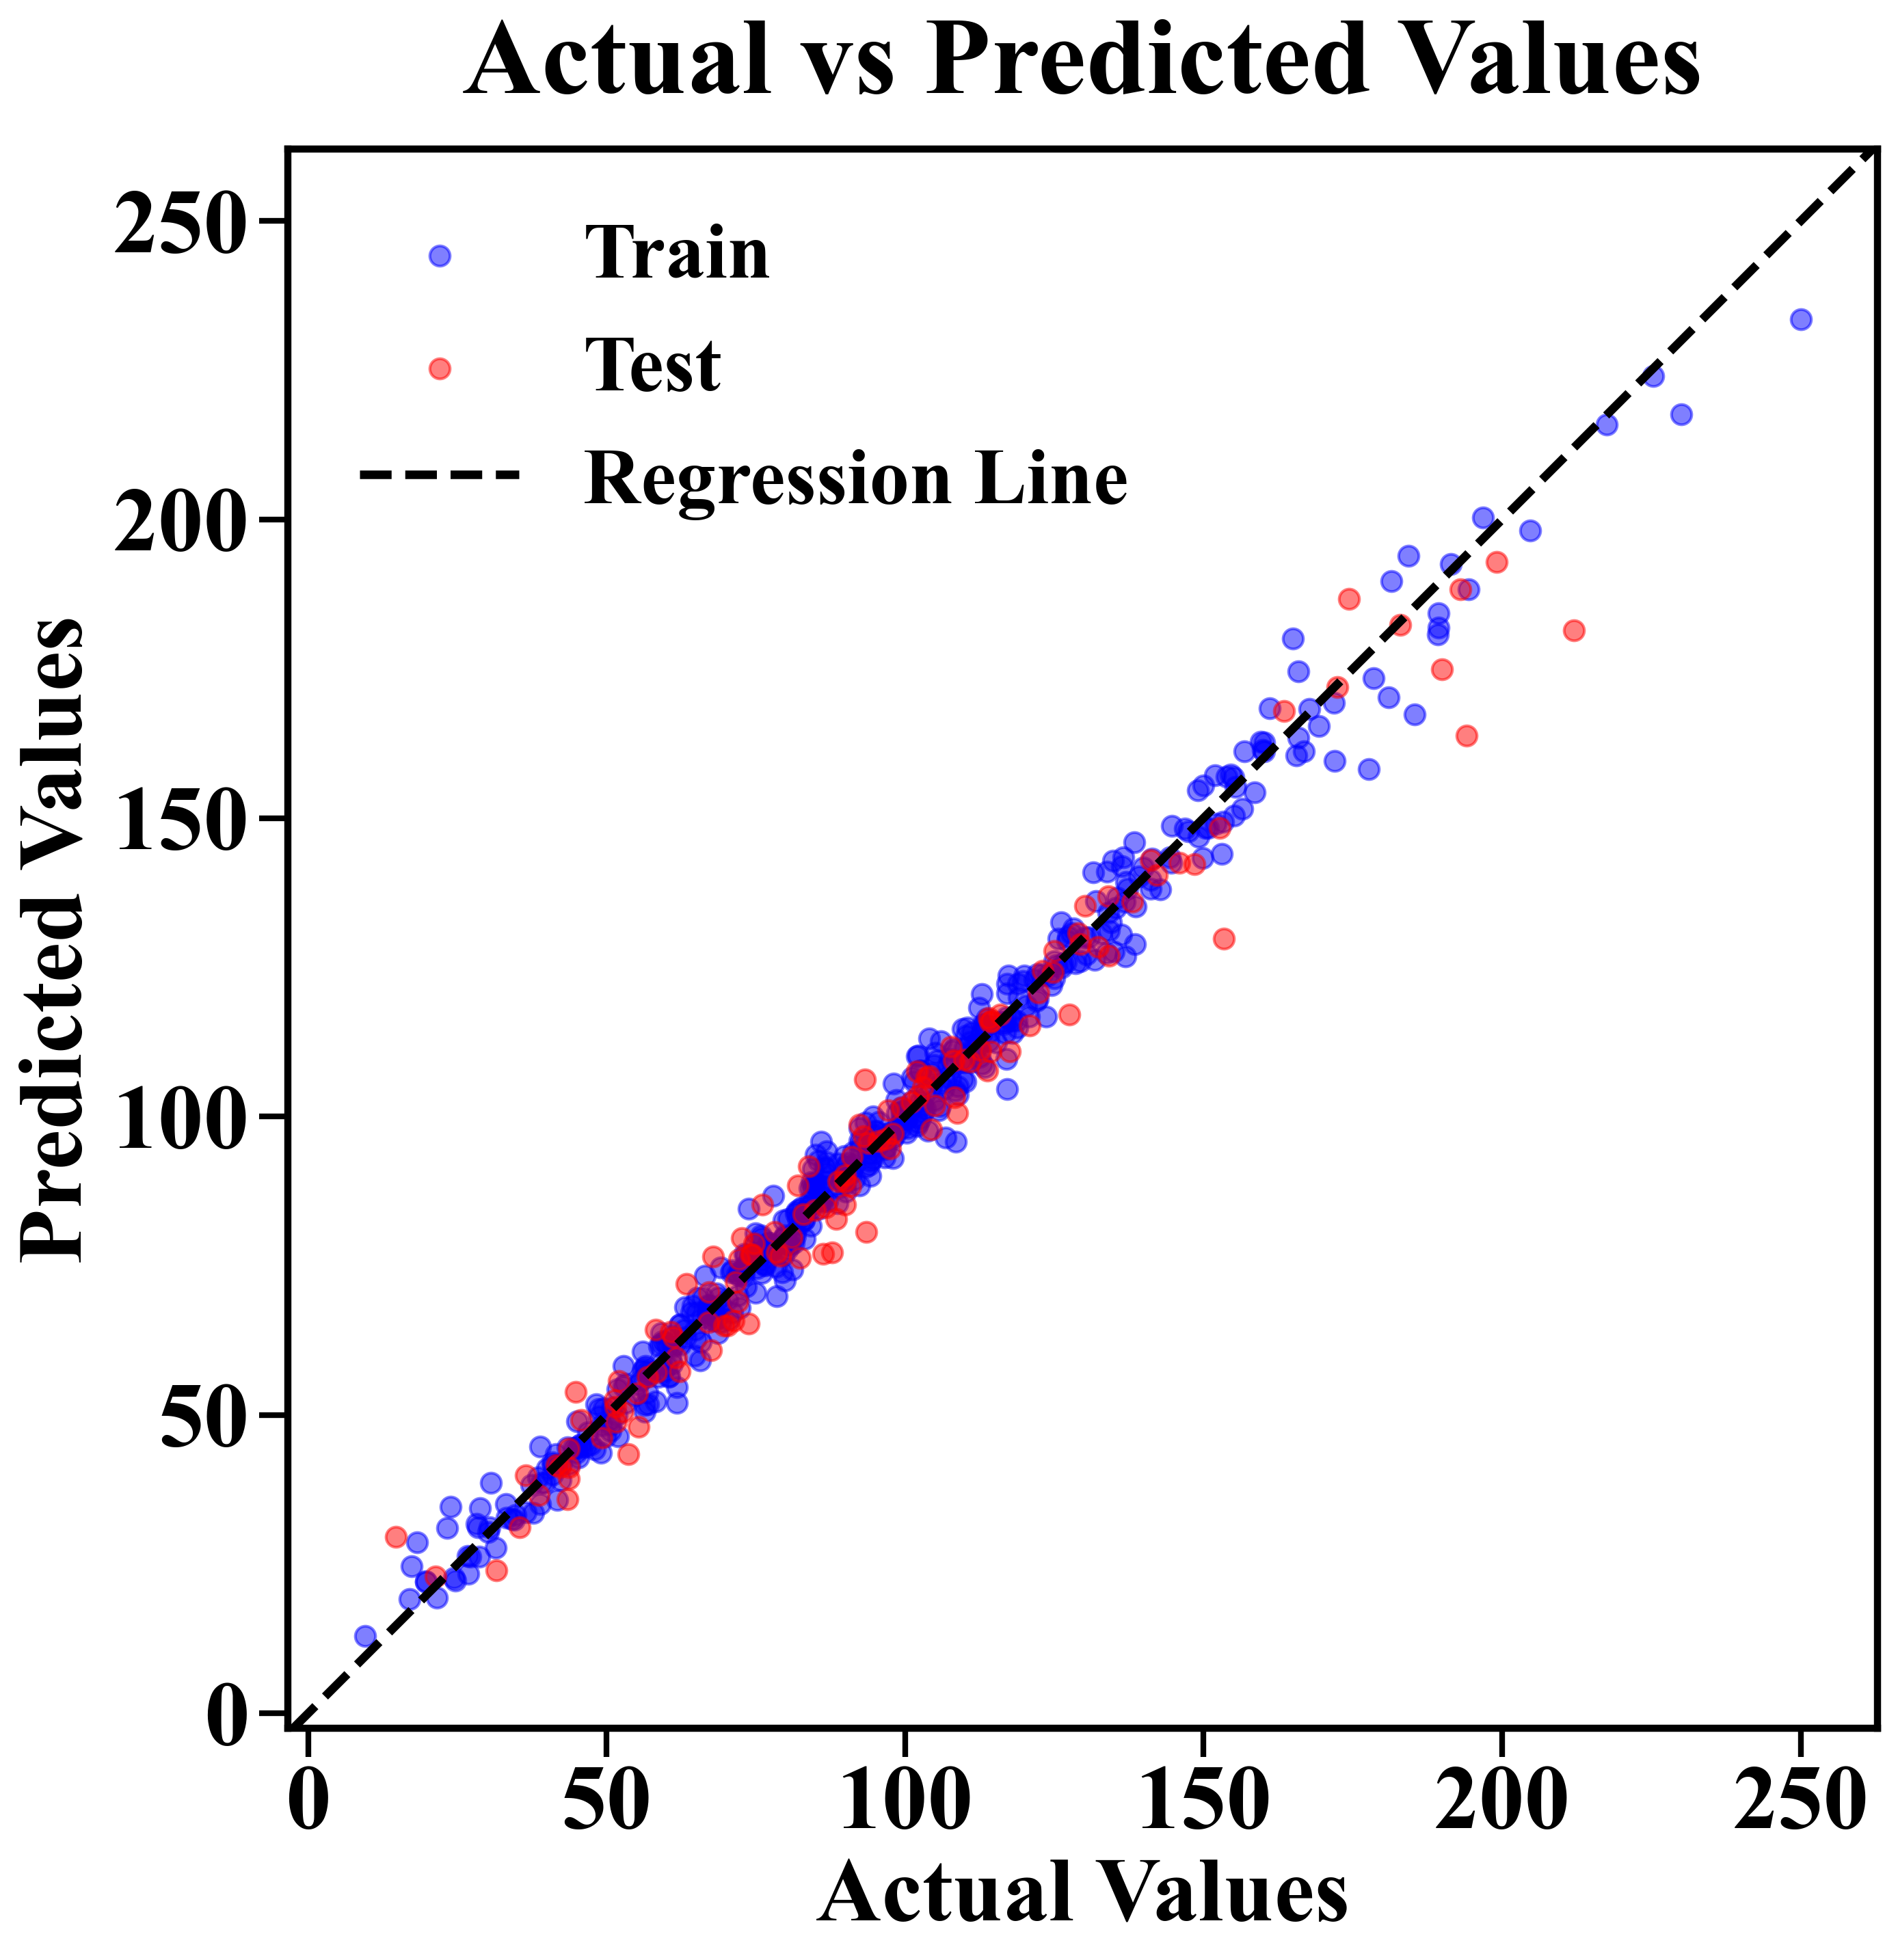 Actual vs Predicted Values
250
200
150
100
50
0
Predicted Values
Train
Test
Regression Line
0 50 100 150 200 250
Actual Values